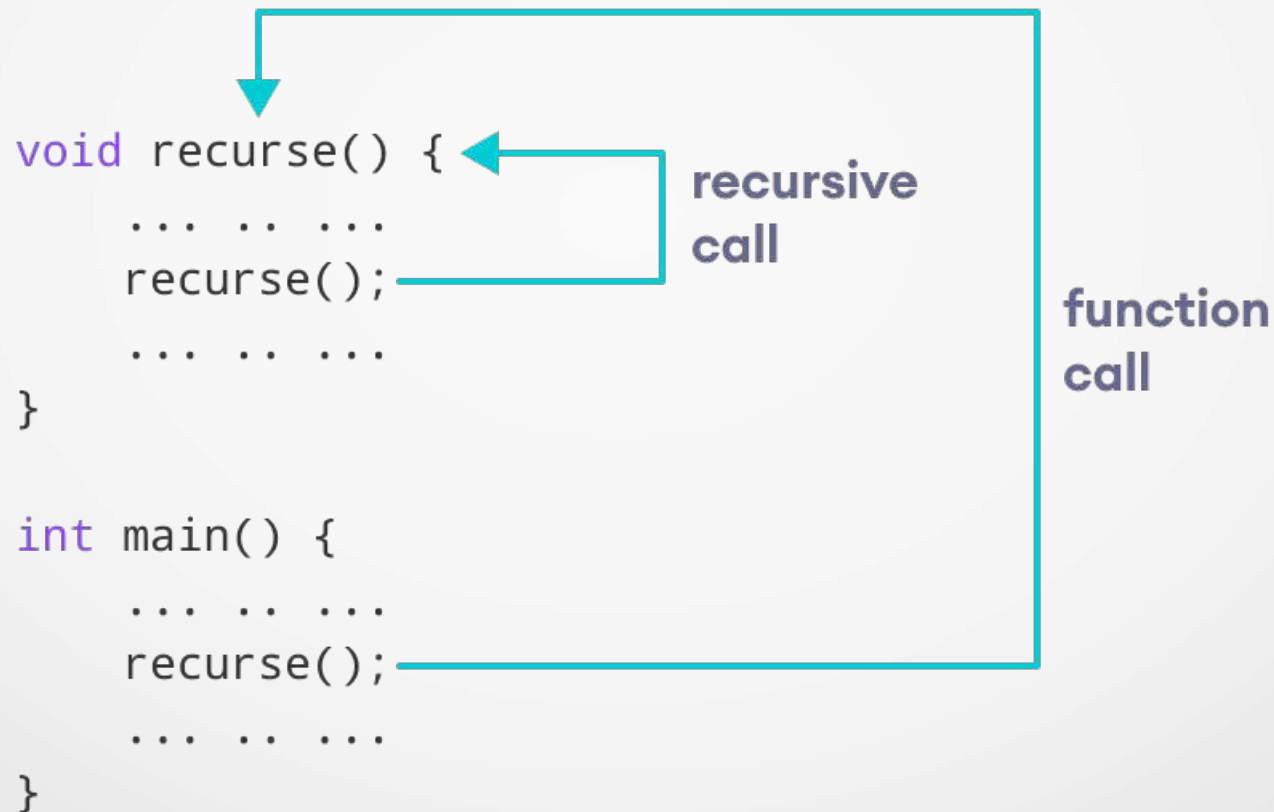 void recurse() {
... .. ...
recurse();
... .. ...
}
recursive
call
function
call
int main() {
... .. ...
recurse();
... .. ...
}